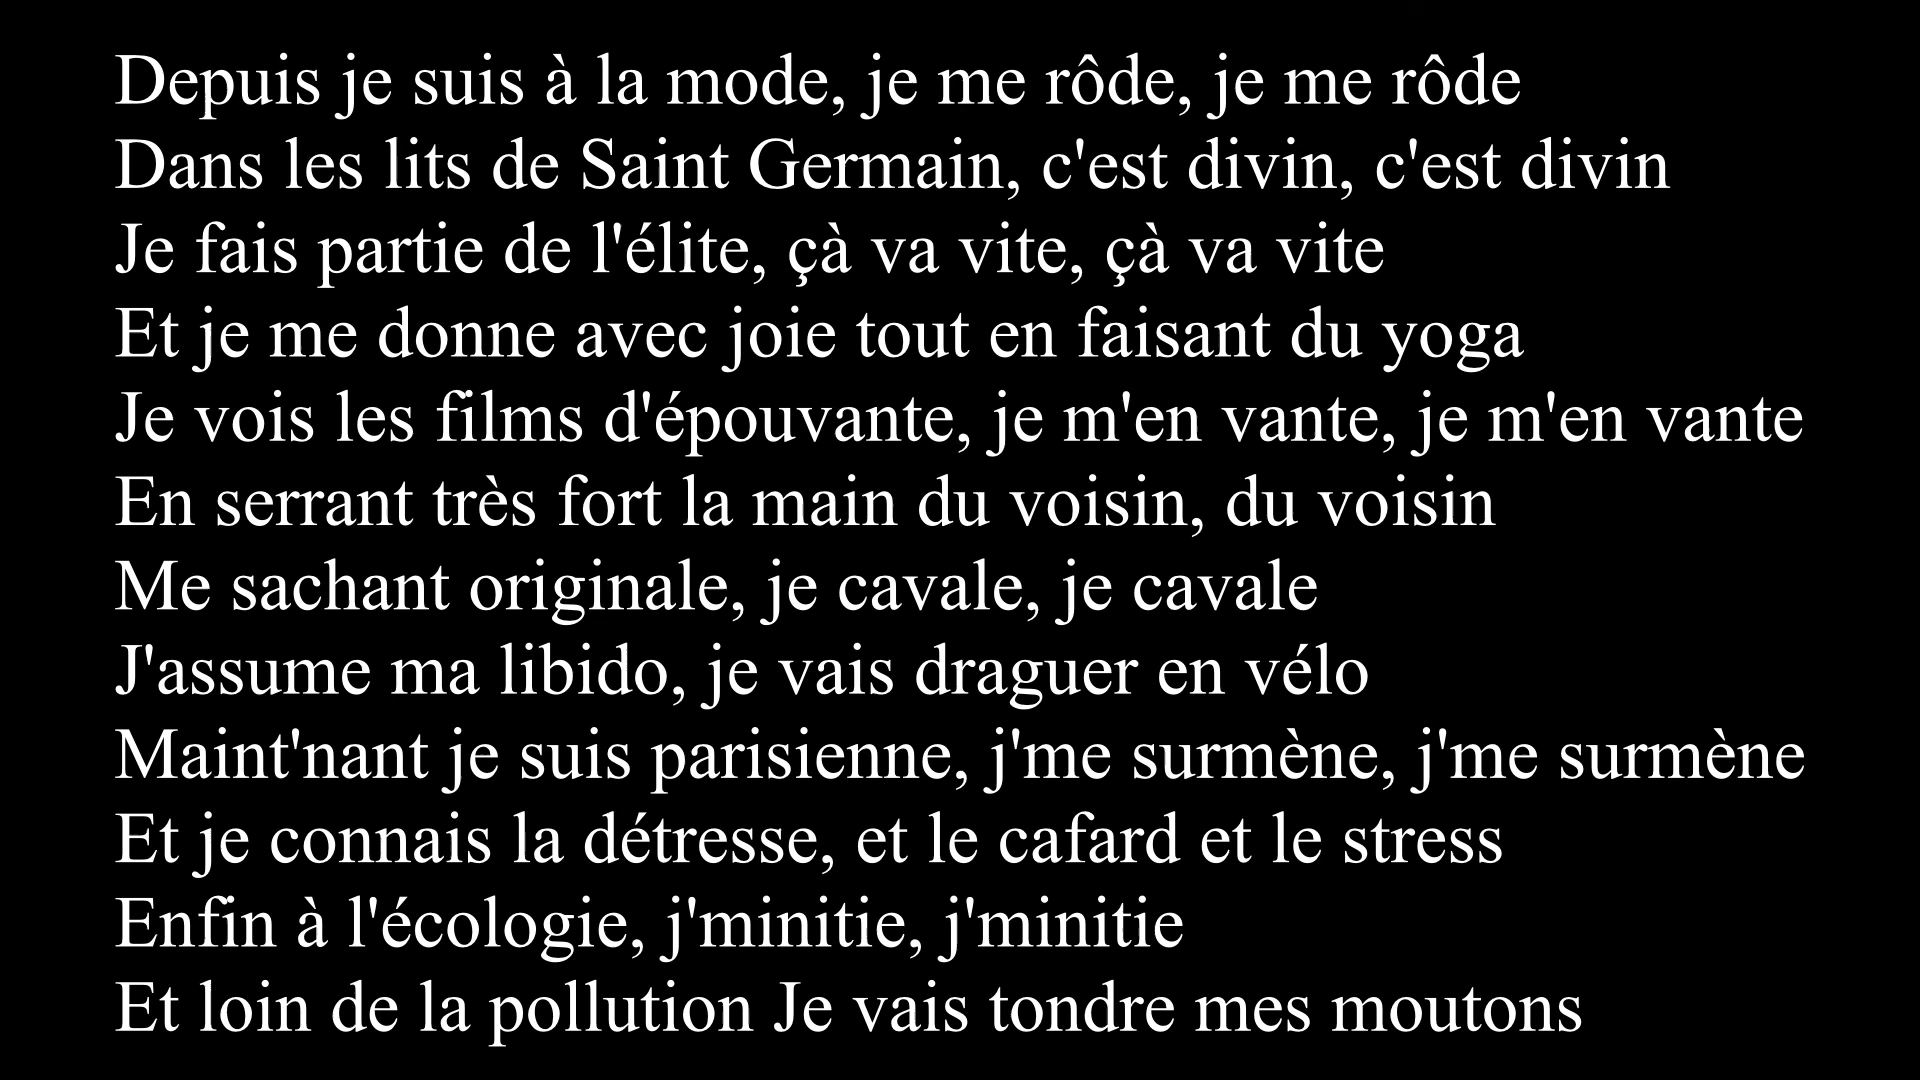 Depuis je suis à la mode, je me rôde, je me rôde
Dans les lits de Saint Germain, c'est divin, c'est divin
Je fais partie de l'élite, çà va vite, çà va vite
Et je me donne avec joie tout en faisant du yoga
Je vois les films d'épouvante, je m'en vante, je m'en vante
En serrant très fort la main du voisin, du voisin
Me sachant originale, je cavale, je cavale
J'assume ma libido, je vais draguer en vélo
Maint'nant je suis parisienne, j'me surmène, j'me surmène
Et je connais la détresse, et le cafard et le stress
Enfin à l'écologie, j'minitie, j'minitie
Et loin de la pollution Je vais tondre mes moutons